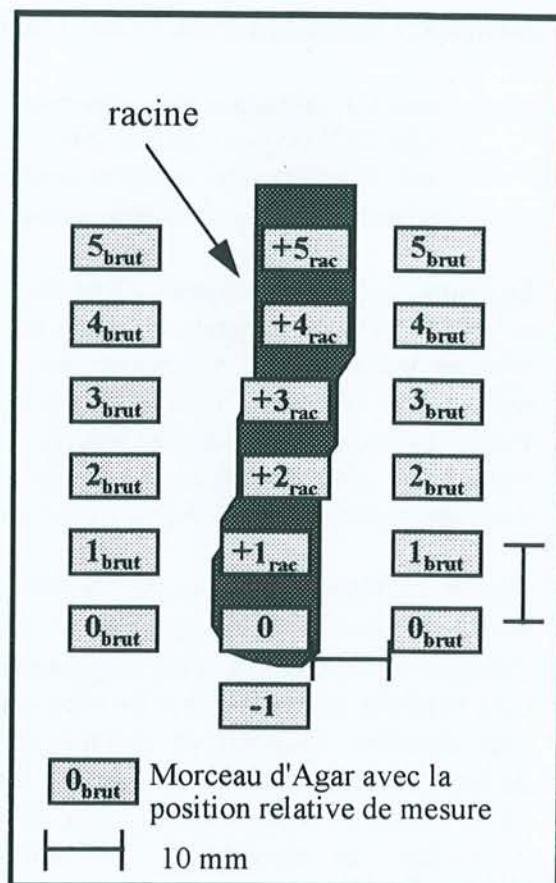 racine
5brut +5rac 5brut
4brut +4rac 4brut
3brut +3rac 3brut
2brut +2rac 2brut
1brut +1rac 1brut
0brut 0 0brut
-1
0brut Morceau d'Agar avec la
position relative de mesure
10 mm